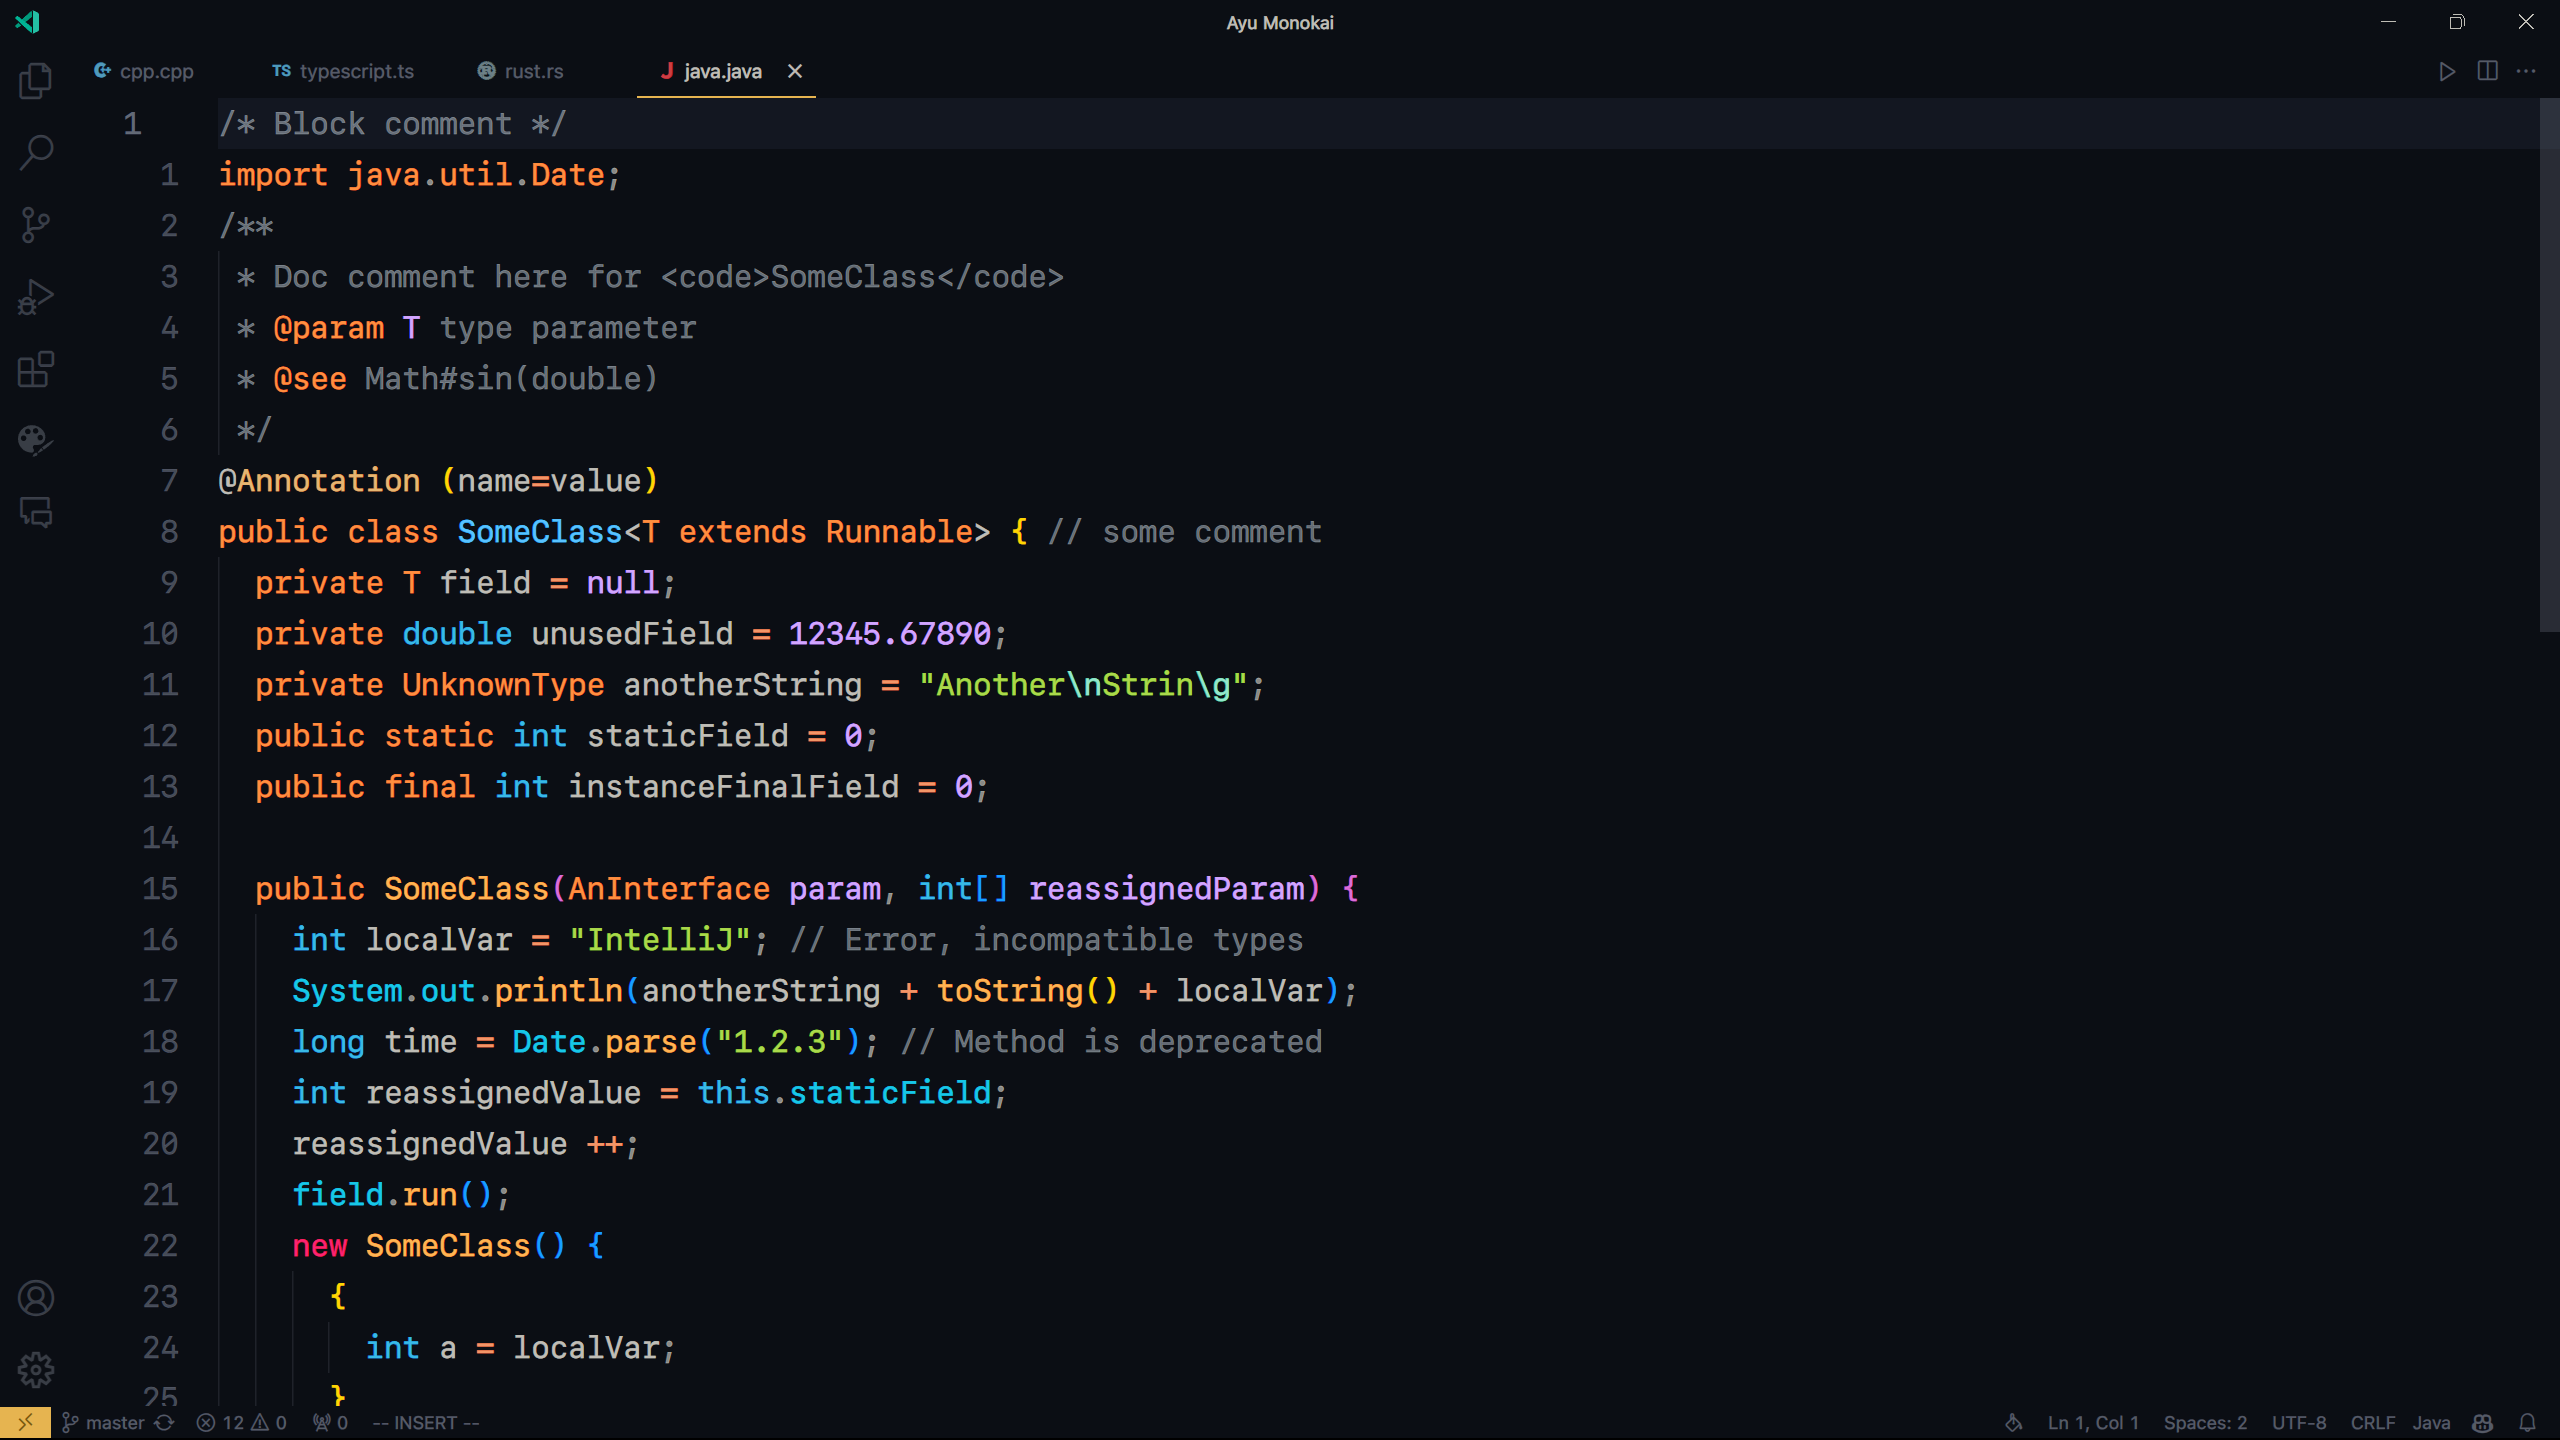 Ayu Monokai
cpp.cpp TS typescript.ts rust.rs J java.java
1 /* Block comment */
1 import java.util.Date;
2 /**
3  * Doc comment here for <code>SomeClass</code>
4  * @param T type parameter
5  * @see Math#sin(double)
6  */
7 @Annotation (name=value)
8 public class SomeClass<T extends Runnable> { // some comment
9   private T field = null;
10   private double unusedField = 12345.67890;
11   private UnknownType anotherString = "Another\nStrin\g";
12   public static int staticField = 0;
13   public final int instanceFinalField = 0;
14
15   public SomeClass(AnInterface param, int[] reassignedParam) {
16     int localVar = "IntelliJ"; // Error, incompatible types
17     System.out.println(anotherString + toString() + localVar);
18     long time = Date.parse("1.2.3"); // Method is deprecated
19     int reassignedValue = this.staticField;
20     reassignedValue ++;
21     field.run();
22     new SomeClass() {
23       {
24         int a = localVar;
25       }
master 12 0 0 -- INSERT -- Ln 1, Col 1 Spaces: 2 UTF-8 CRLF Java